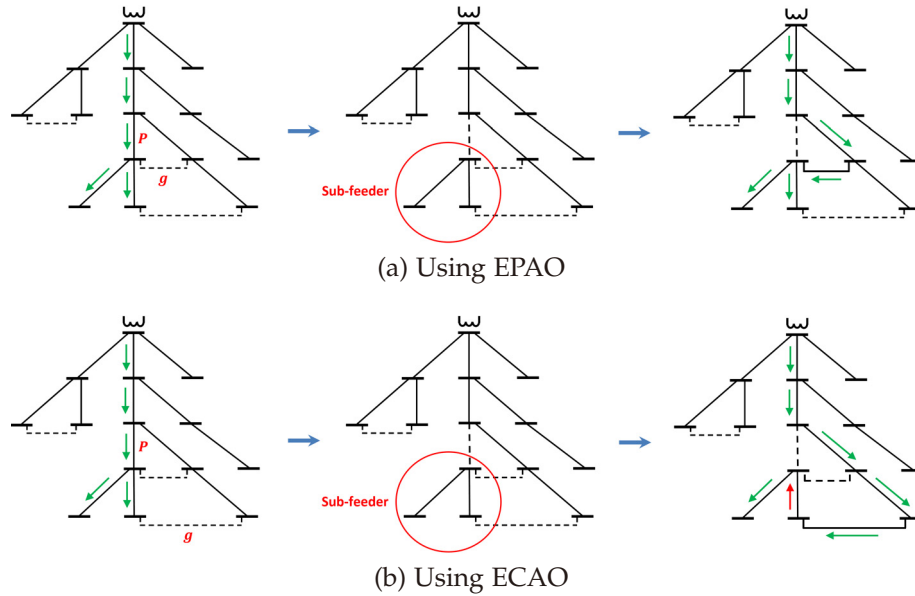 P
g
Sub-feeder
(a) Using EPAO
P
Sub-feeder
g
(b) Using ECAO